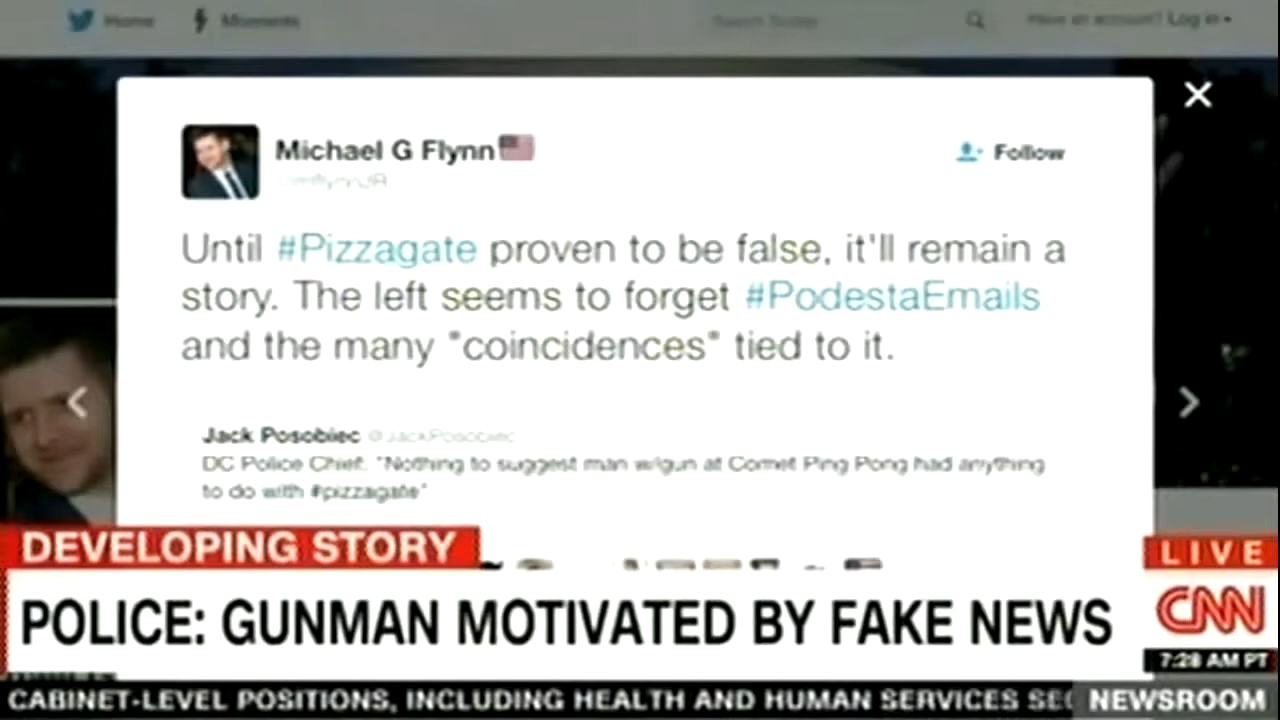 Home Moments Search Twitter Have an account? Log in
Michael G Flynn
Follow
Until #Pizzagate proven to be false, it'll remain a
story. The left seems to forget #PodestaEmails
and the many "coincidences" tied to it.
Jack Posobiec @JackPosobiec
DC Police Chief: "Nothing to suggest man w/gun at Comet Ping Pong had anything
to do with #pizzagate"
DEVELOPING STORY
LIVE
POLICE: GUNMAN MOTIVATED BY FAKE NEWS
CNN
7:28 AM PT
CABINET-LEVEL POSITIONS, INCLUDING HEALTH AND HUMAN SERVICES
NEWSROOM